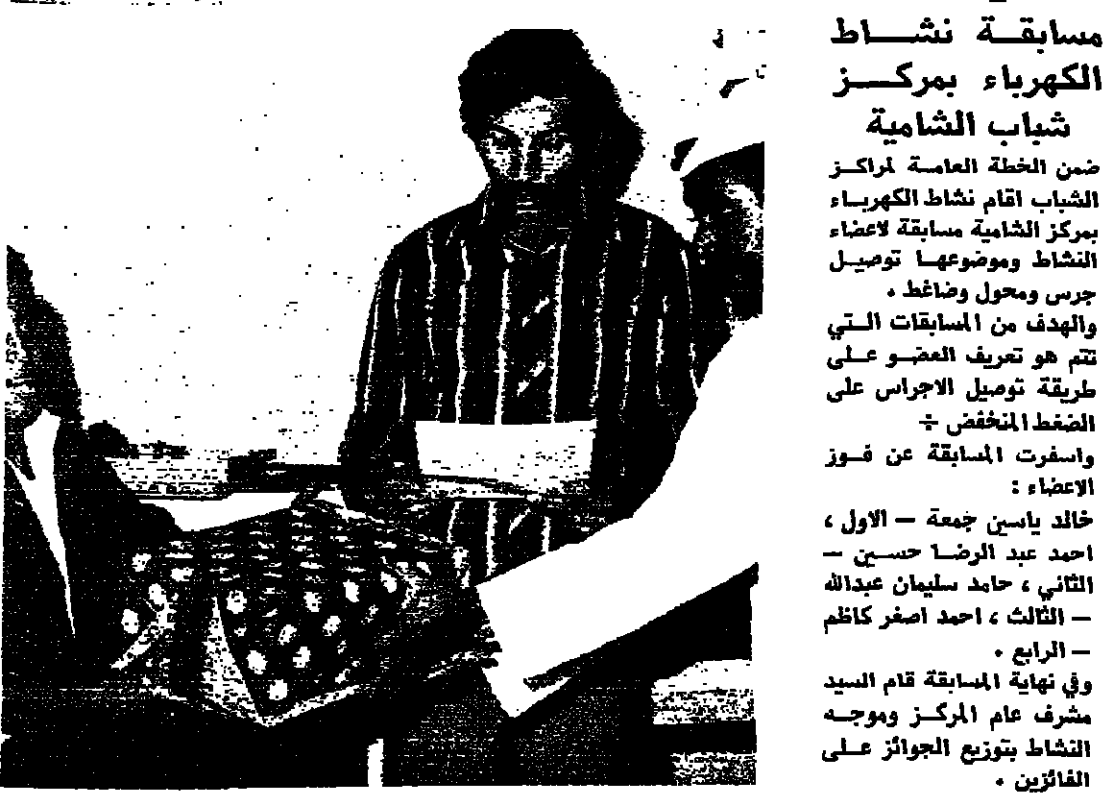 مسابقة نشاط
الكهرباء بمركز
شباب الشامية
ضمن الخطة العامة لمراكز
الشباب اقام نشاط الكهرباء
بمركز الشامية مسابقة لاعضاء
النشاط وموضوعها توصيل
جرس ومحول وضاغط .
والهدف من المسابقات التي
تتم هو تعريف العضو على
طريقة توصيل الاجراس على
الضغط المنخفض ÷
واسفرت المسابقة عن فوز
الاعضاء :
خالد ياسين جمعة — الاول ،
احمد عبد الرضا حسين —
الثاني ، حامد سليمان عبدالله
— الثالث ، احمد اصغر كاظم
— الرابع .
وفي نهاية المسابقة قام السيد
مشرف عام المركز وموجه
النشاط بتوزيع الجوائز على
الفائزين .